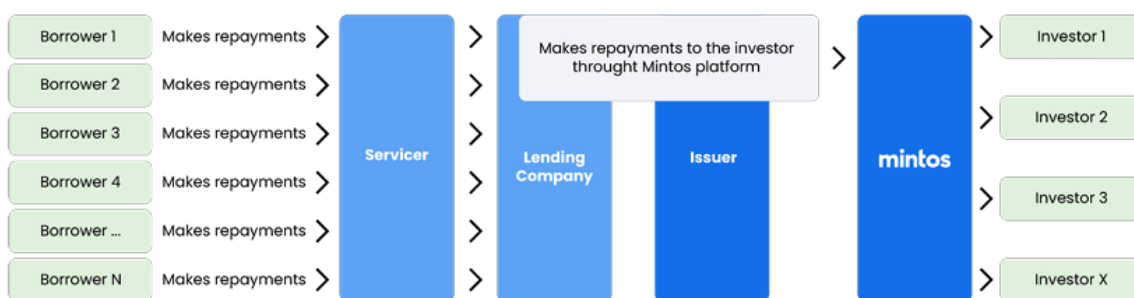 Borrower 1 Makes repayments
Borrower 2 Makes repayments
Borrower 3 Makes repayments
Borrower 4 Makes repayments
Borrower ... Makes repayments
Borrower N Makes repayments
Servicer
Lending
Company
Makes repayments to the investor
throught Mintos platform
Issuer
mintos
Investor 1
Investor 2
Investor 3
Investor X